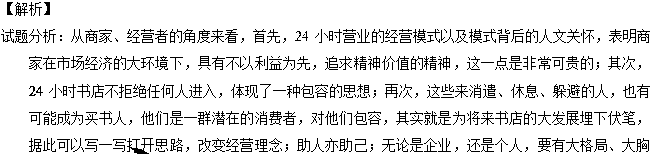 【解析】
试题分析：从商家、经营者的角度来看，首先，24 小时营业的经营模式以及模式背后的人文关怀，表明商
家在市场经济的大环境下，具有不以利益为先，追求精神价值的精神，这一点是非常可贵的；其次，
24 小时书店不拒绝任何人进入，体现了一种包容的思想；再次，这些来消遣、休息、躲避的人，也有
可能成为买书人，他们是一群潜在的消费者，对他们包容，其实就是为将来书店的大发展埋下伏笔，
据此可以写一写打开思路，改变经营理念；助人亦助己；无论是企业，还是个人，要有大格局、大胸